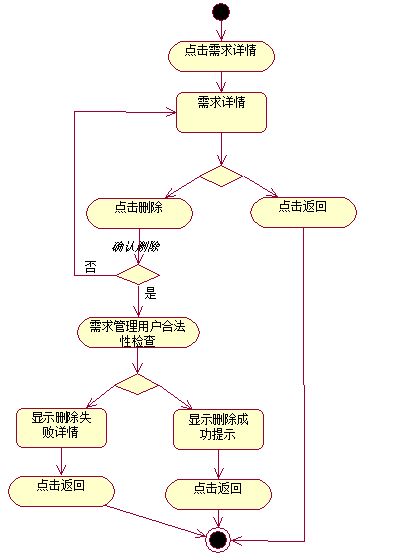 点击需求详情
需求详情
点击删除
点击返回
确认删除
否
是
需求管理用户合法
性检查
显示删除失
败详情
显示删除成
功提示
点击返回
点击返回